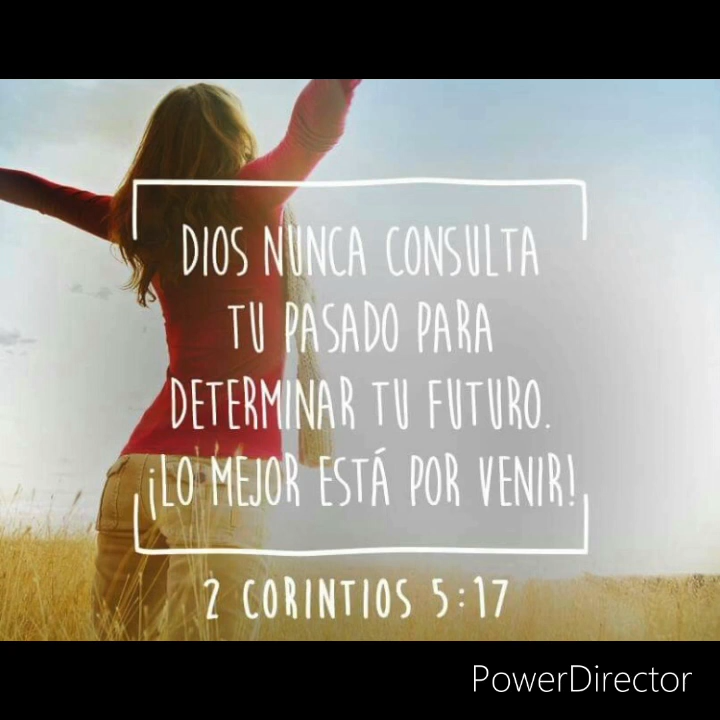 DIOS NUNCA CONSULTA
TU PASADO PARA
DETERMINAR TU FUTURO.
¡LO MEJOR ESTÁ POR VENIR!
2 CORINTIOS 5:17
PowerDirector